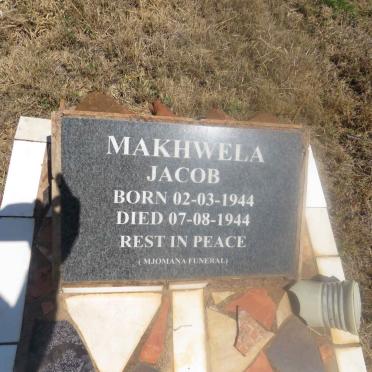 MAKHWELA
JACOB
BORN 02-03-1944
DIED 07-08-1944
REST IN PEACE
( MJOMANA FUNERAL)